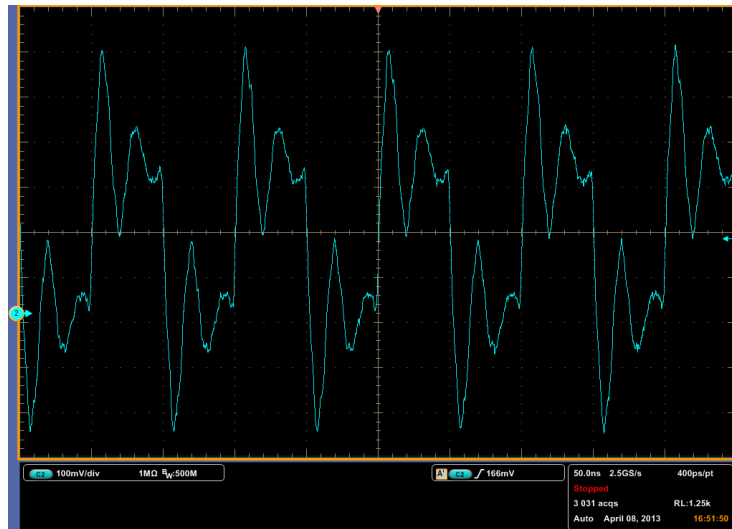 2
C2 100mV/div 1MΩ BW:500M
A' C2 ʃ 166mV
50.0ns 2.5GS/s 400ps/pt
Stopped
3 031 acqs RL:1.25k
Auto April 08, 2013 16:51:50